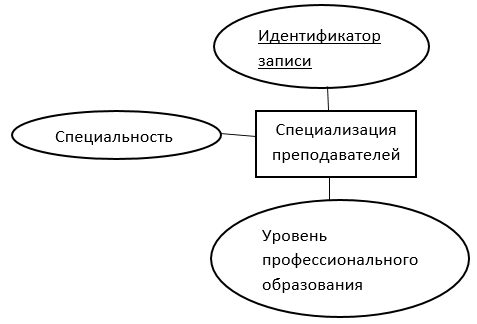 Идентификатор
записи
Специальность
Специализация
преподавателей
Уровень
профессионального
образования